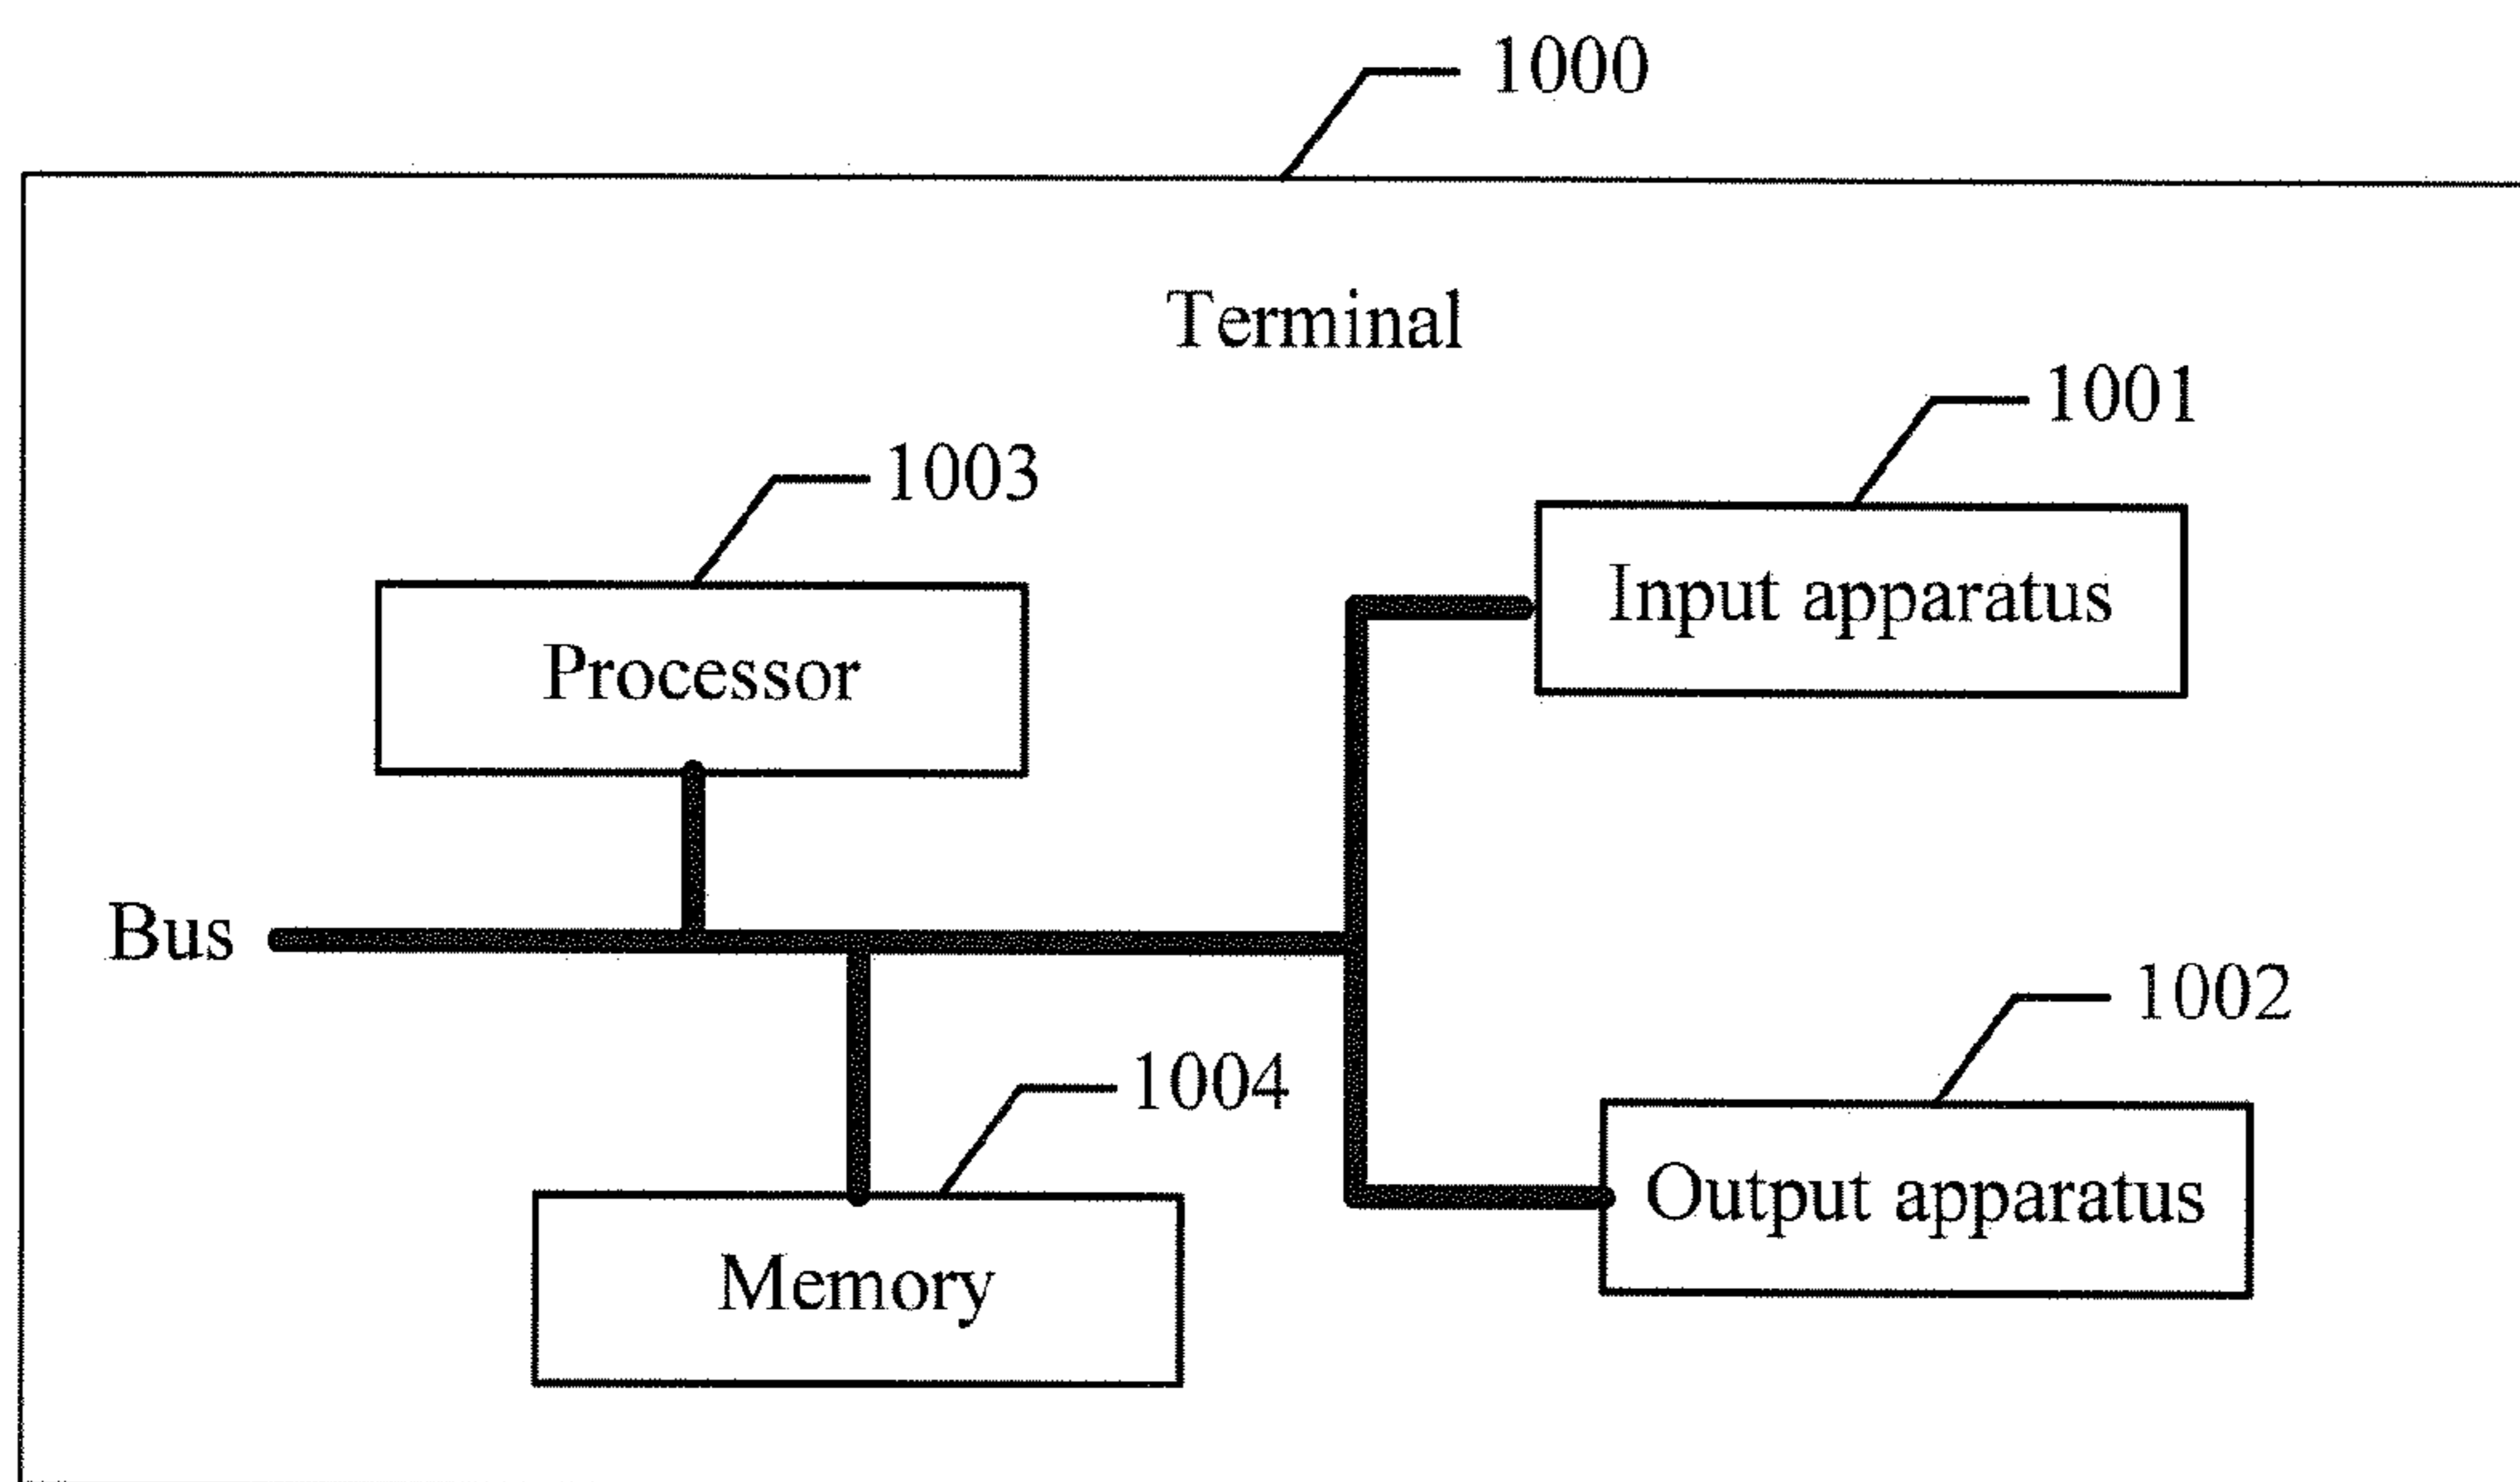 1000
Terminal
1001
1003
Input apparatus
Processor
Bus
1002
1004
Output apparatus
Memory